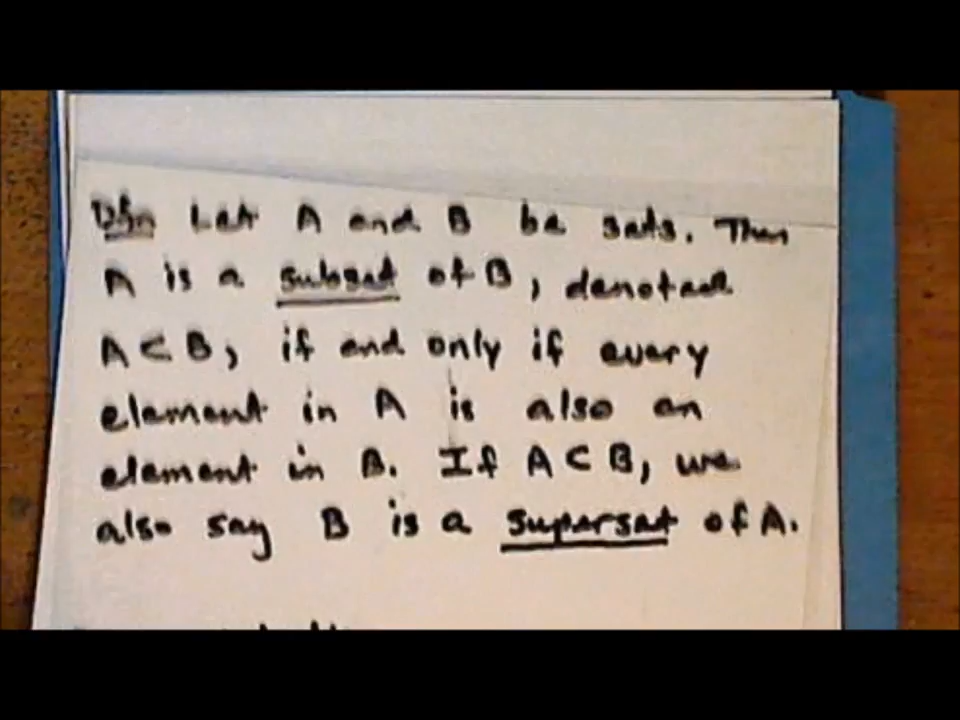 Dfn Let A and B be sets. Then
A is a subset of B, denoted
A ⊂ B, if and only if every
element in A is also an
element in B. If A ⊂ B, we
also say B is a superset of A.